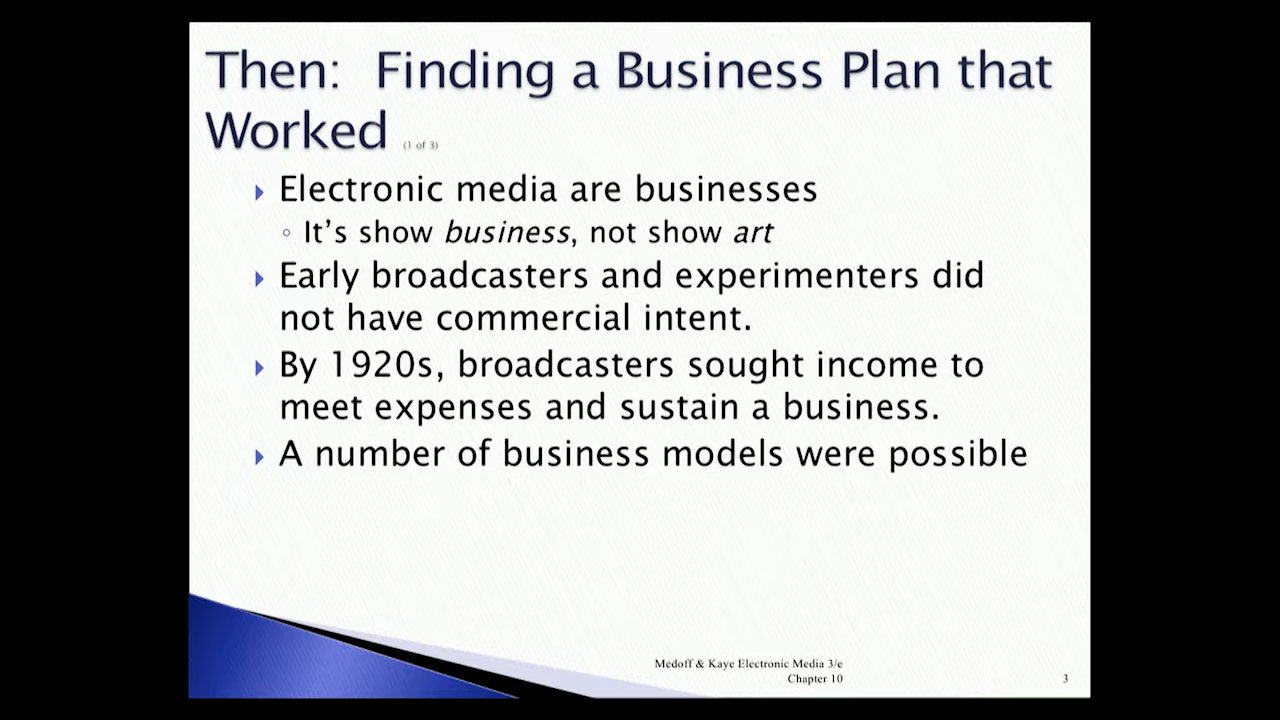 Then: Finding a Business Plan that
Worked (1 of 3)
Electronic media are businesses
It's show business, not show art
Early broadcasters and experimenters did
not have commercial intent.
By 1920s, broadcasters sought income to
meet expenses and sustain a business.
A number of business models were possible
Medoff & Kaye Electronic Media 3/e
Chapter 10
3